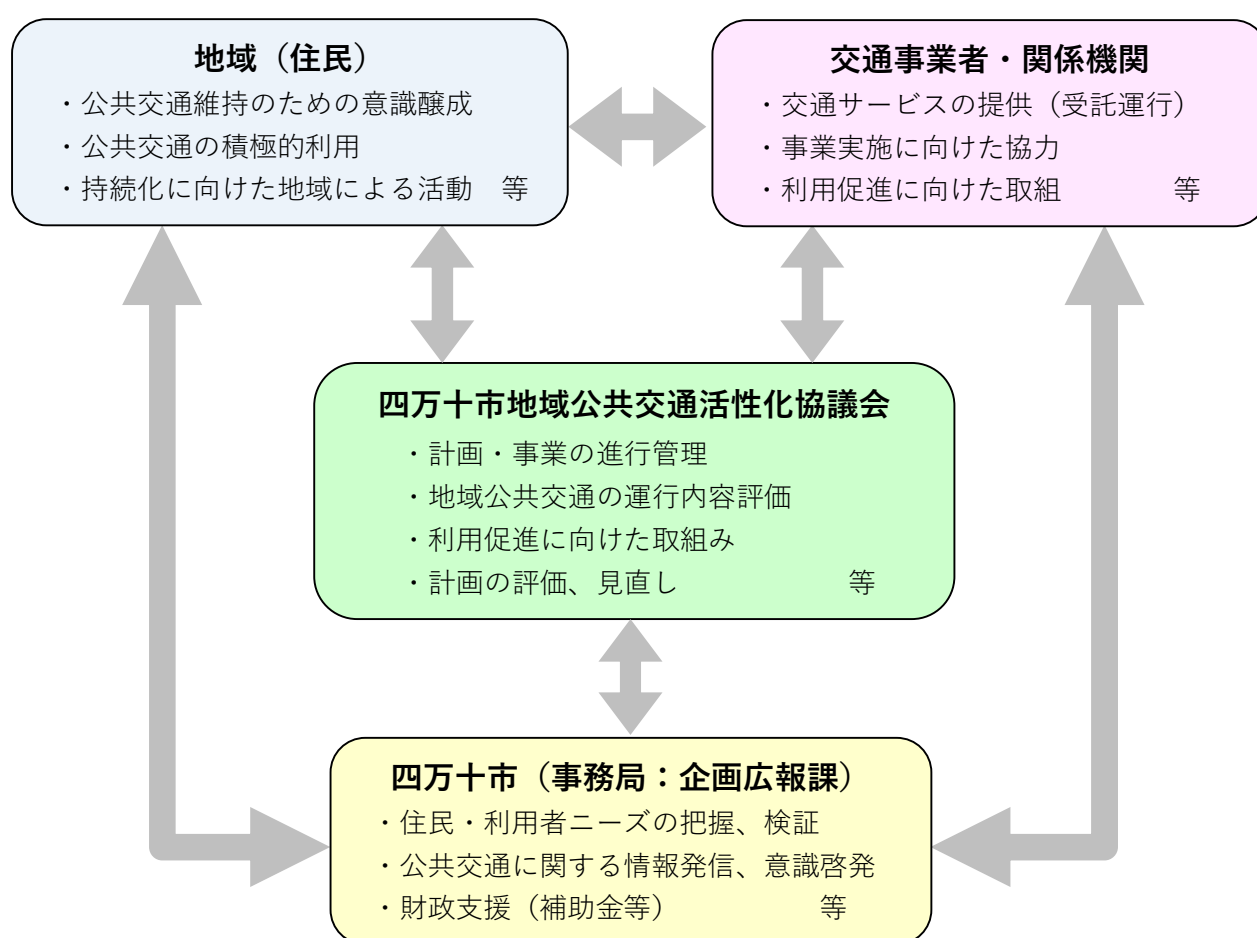 地域（住民）
・公共交通維持のための意識醸成
・公共交通の積極的利用
・持続化に向けた地域による活動　等
交通事業者・関係機関
・交通サービスの提供（受託運行）
・事業実施に向けた協力
・利用促進に向けた取組　　　　等
四万十市地域公共交通活性化協議会
・計画・事業の進行管理
・地域公共交通の運行内容評価
・利用促進に向けた取組み
・計画の評価、見直し　　　　　　等
四万十市（事務局：企画広報課）
・住民・利用者ニーズの把握、検証
・公共交通に関する情報発信、意識啓発
・財政支援（補助金等）　　　　　等